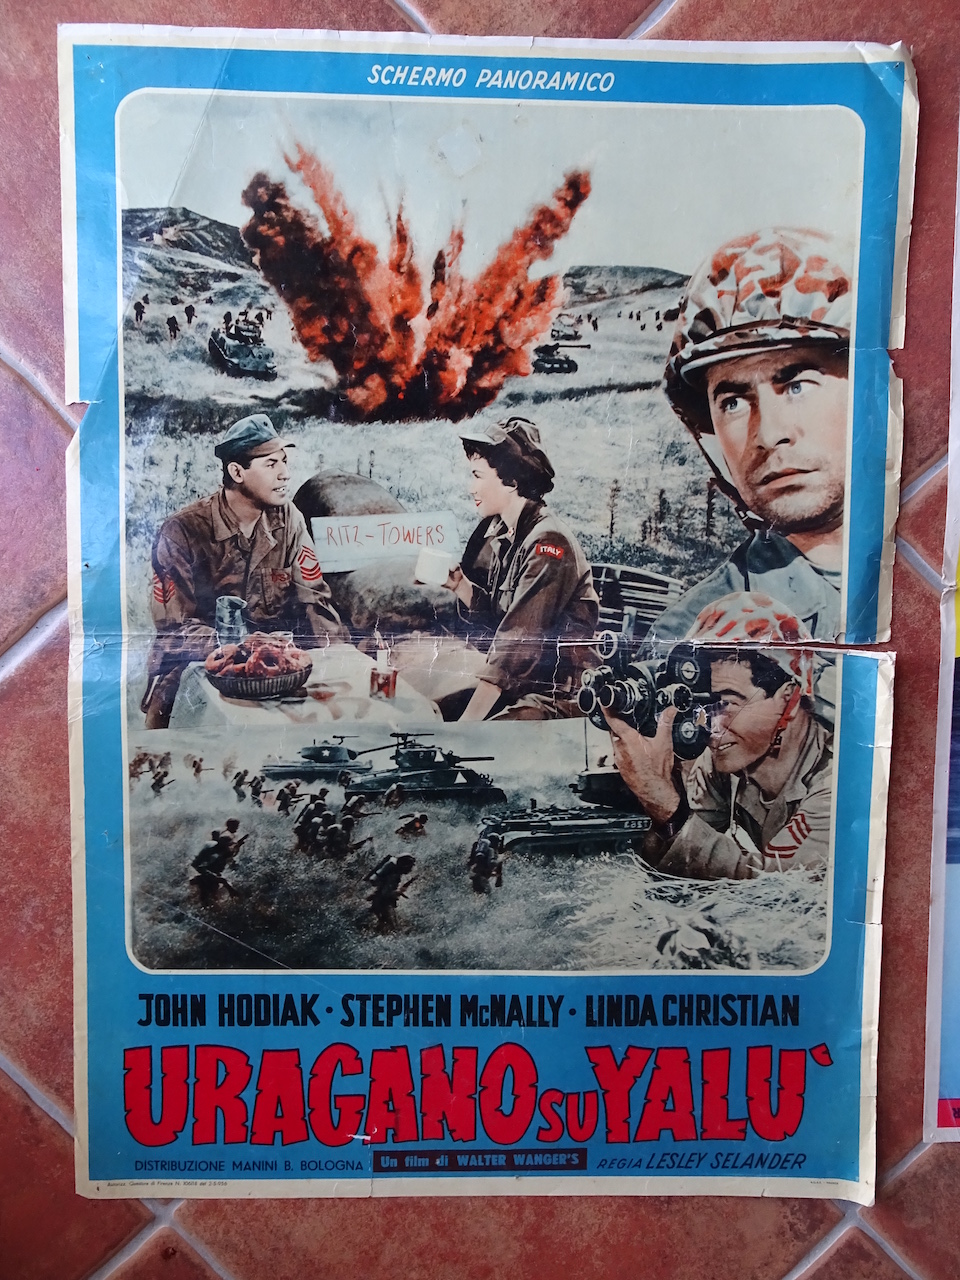 SCHERMO PANORAMICO
RITZ-TOWERS
ITALY
JOHN HODIAK · STEPHEN McNALLY · LINDA CHRISTIAN
URAGANO SU YALÙ
DISTRIBUZIONE MANINI B. BOLOGNA
Un film di WALTER WANGER'S
REGIA LESLEY SELANDER